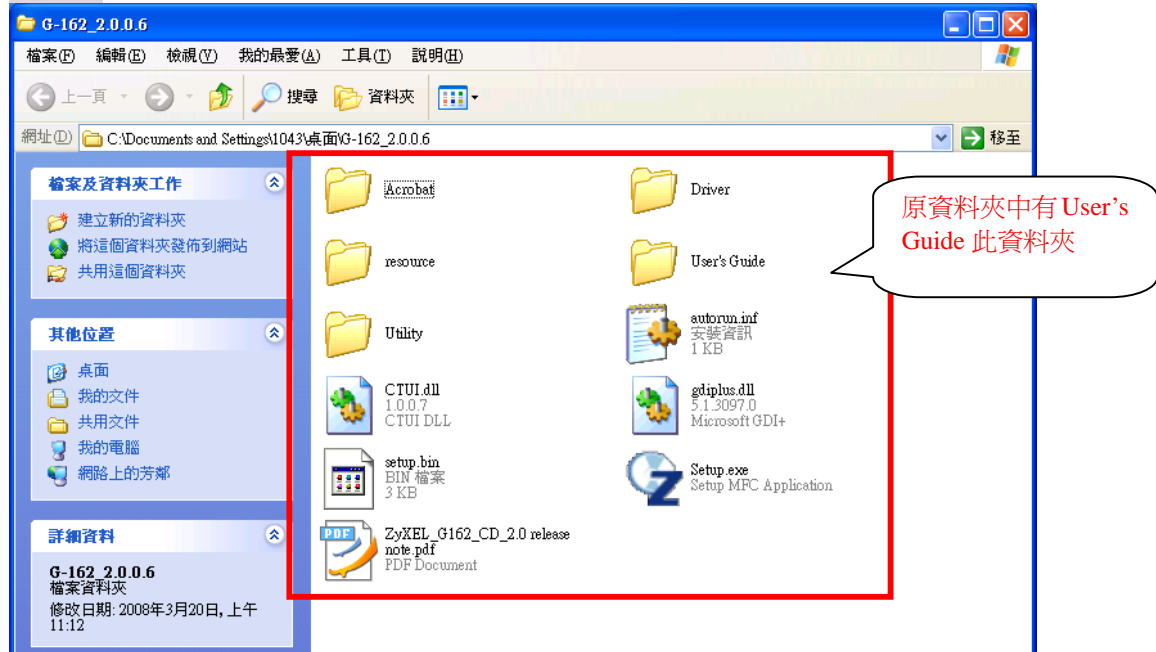 G-162_2.0.0.6
檔案(F) 編輯(E) 檢視(V) 我的最愛(A) 工具(T) 說明(H)
上一頁 搜尋 資料夾
網址(D) C:\Documents and Settings\1043\桌面\G-162_2.0.0.6 移至
檔案及資料夾工作
建立新的資料夾
將這個資料夾發佈到網站
共用這個資料夾
其他位置
桌面
我的文件
共用文件
我的電腦
網路上的芳鄰
詳細資料
G-162_2.0.0.6
檔案資料夾
修改日期: 2008年3月20日, 上午
11:12
Acrobat
Driver
resource
User's Guide
Utility
autorun.inf
安裝資訊
1 KB
CTUI.dll
1.0.0.7
CTUI DLL
gdiplus.dll
5.1.3097.0
Microsoft GDI+
setup.bin
BIN 檔案
3 KB
Setup.exe
Setup MFC Application
PDF
ZyXEL_G162_CD_2.0 release
note.pdf
PDF Document
原資料夾中有 User's
Guide 此資料夾